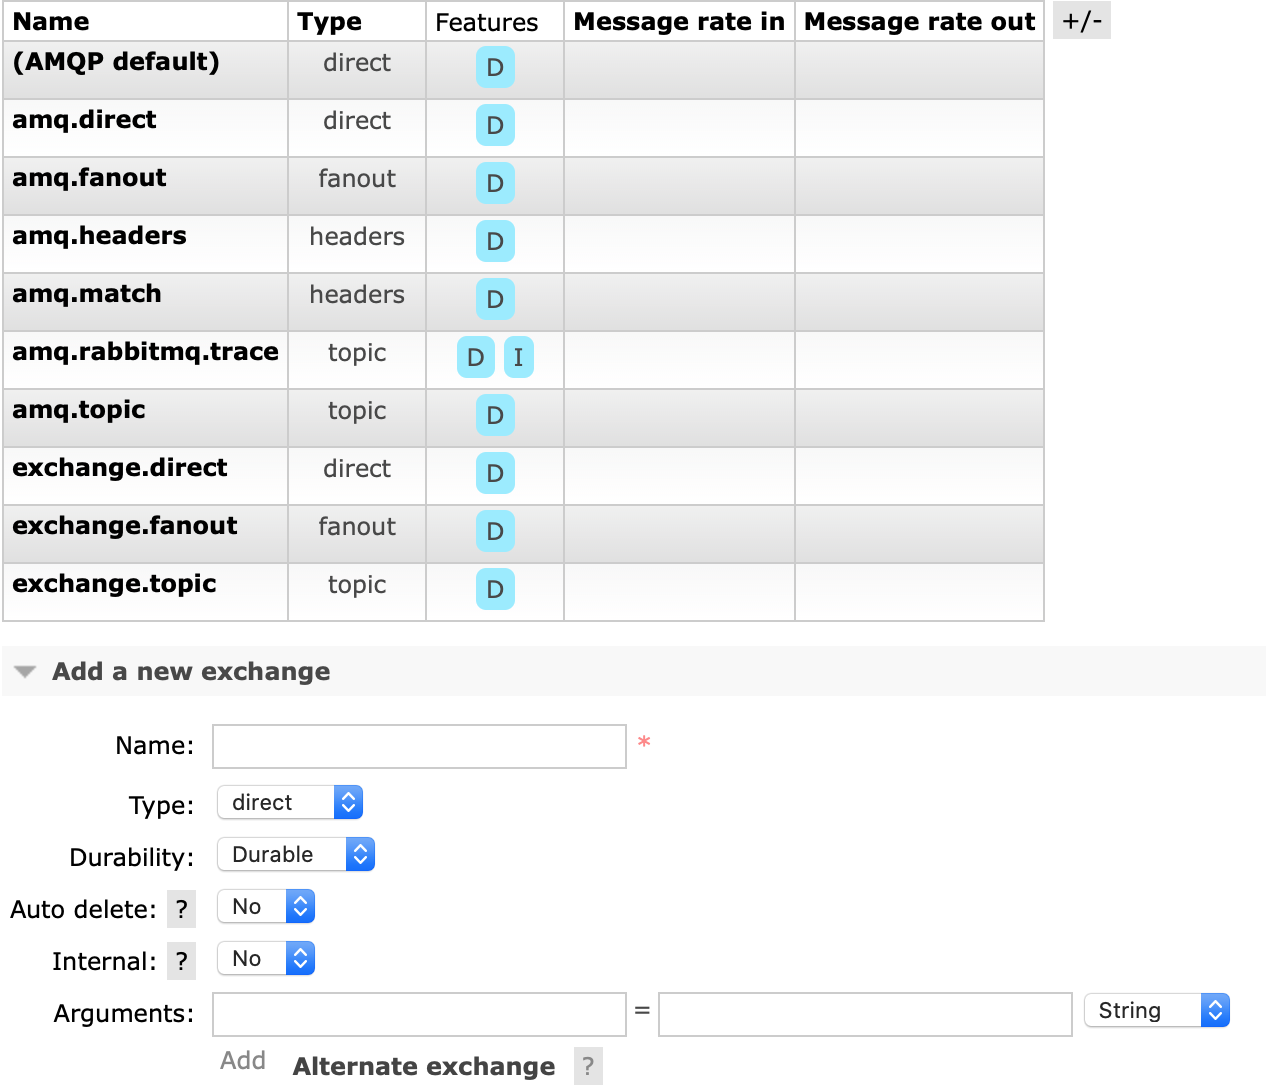 Name Type Features Message rate in Message rate out +/-
(AMQP default) direct D
amq.direct direct D
amq.fanout fanout D
amq.headers headers D
amq.match headers D
amq.rabbitmq.trace topic D I
amq.topic topic D
exchange.direct direct D
exchange.fanout fanout D
exchange.topic topic D
Add a new exchange
Name: *
Type: direct
Durability: Durable
Auto delete: ? No
Internal: ? No
Arguments: = String
Add Alternate exchange ?